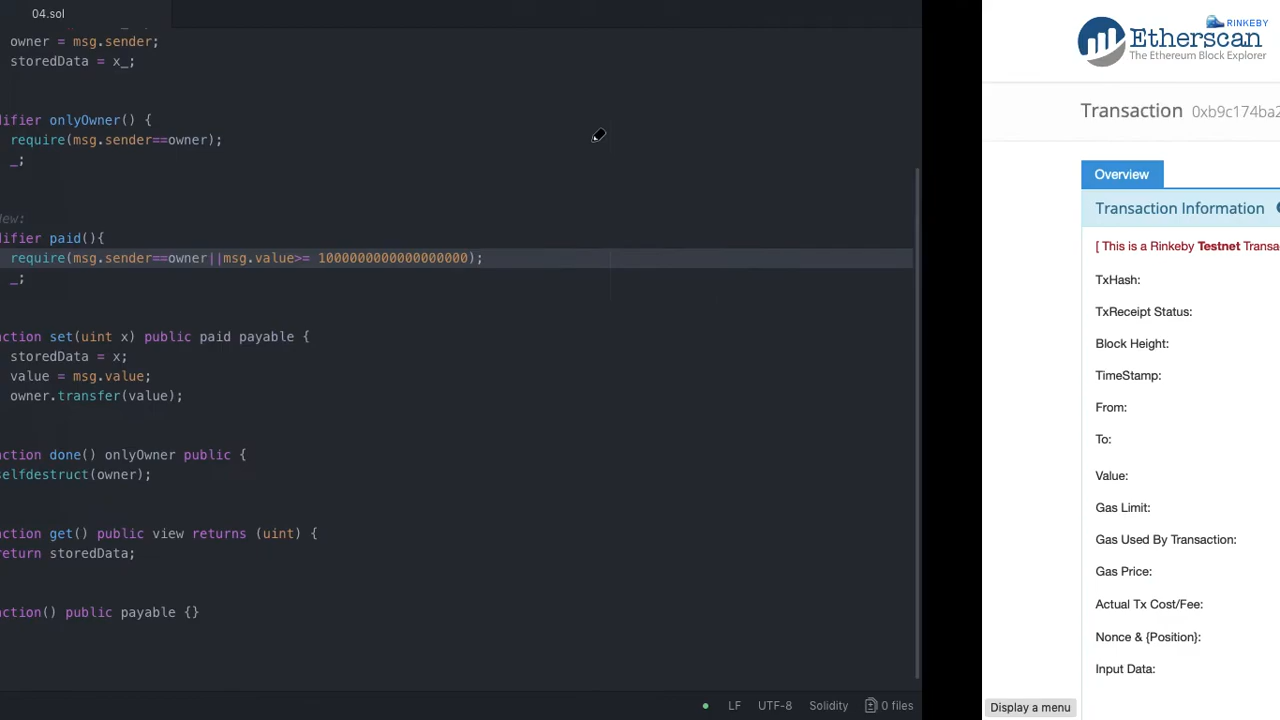 04.sol
owner = msg.sender;
storedData = x_;
difier onlyOwner() {
require(msg.sender==owner);
_;
New:
difier paid(){
require(msg.sender==owner||msg.value>= 1000000000000000000);
_;
ction set(uint x) public paid payable {
storedData = x;
value = msg.value;
owner.transfer(value);
ction done() onlyOwner public {
selfdestruct(owner);
ction get() public view returns (uint) {
return storedData;
ction() public payable {}
LF UTF-8 Solidity 0 files
RINKEBY
Etherscan
The Ethereum Block Explorer
Transaction 0xb9c174ba2
Overview
Transaction Information
[ This is a Rinkeby Testnet Transa
TxHash:
TxReceipt Status:
Block Height:
TimeStamp:
From:
To:
Value:
Gas Limit:
Gas Used By Transaction:
Gas Price:
Actual Tx Cost/Fee:
Nonce & {Position}:
Input Data:
Display a menu